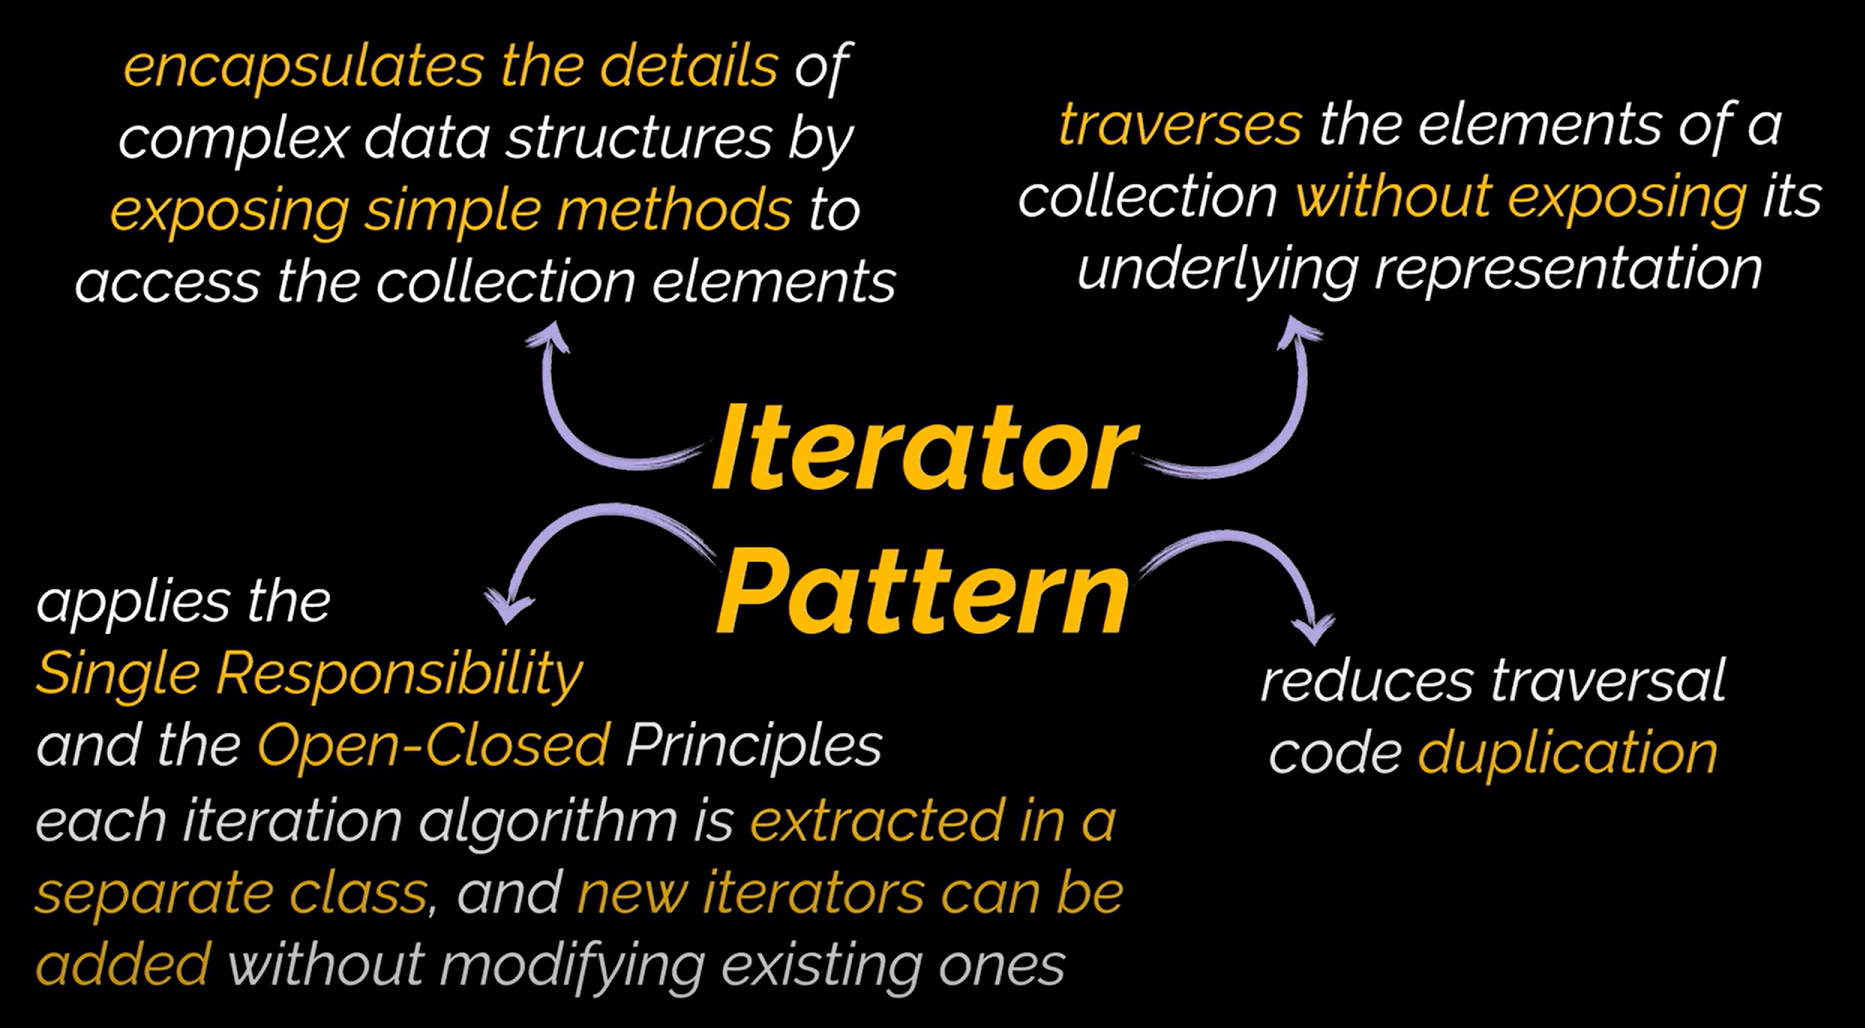 encapsulates the details of
complex data structures by
exposing simple methods to
access the collection elements
traverses the elements of a
collection without exposing its
underlying representation
Iterator
Pattern
applies the
Single Responsibility
and the Open-Closed Principles
each iteration algorithm is extracted in a
separate class, and new iterators can be
added without modifying existing ones
reduces traversal
code duplication